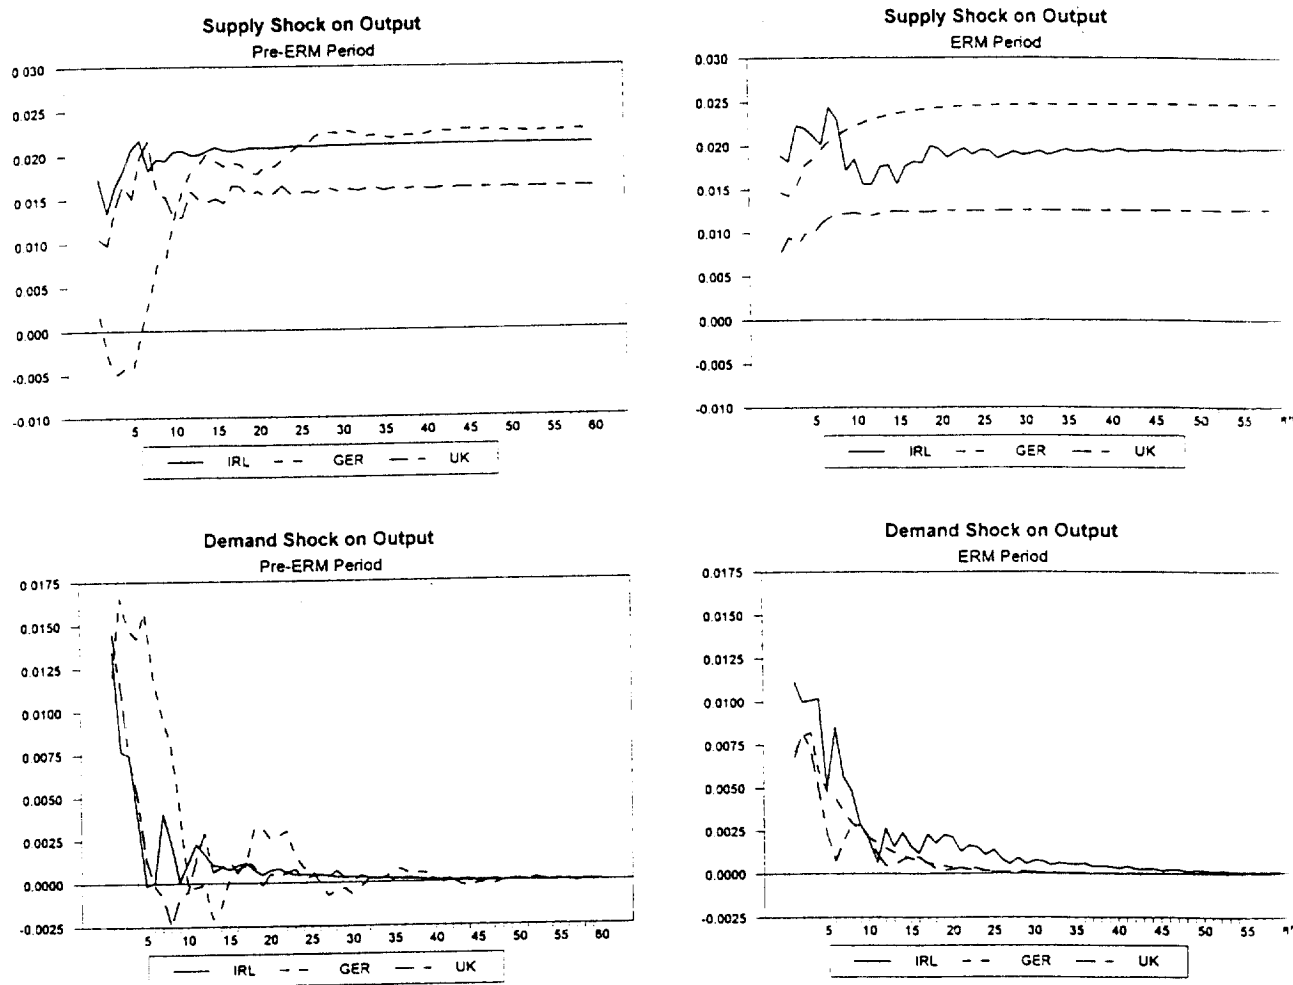 Supply Shock on Output
Pre-ERM Period
0.030
0.025
0.020
0.015
0.010
0.005
0.000
-0.005
-0.010
5 10 15 20 25 30 35 40 45 50 55 60
IRL GER UK
Supply Shock on Output
ERM Period
0.030
0.025
0.020
0.015
0.010
0.005
0.000
-0.005
-0.010
5 10 15 20 25 30 35 40 45 50 55
IRL GER UK
Demand Shock on Output
Pre-ERM Period
0.0175
0.0150
0.0125
0.0100
0.0075
0.0050
0.0025
0.0000
-0.0025
5 10 15 20 25 30 35 40 45 50 55 60
IRL GER UK
Demand Shock on Output
ERM Period
0.0175
0.0150
0.0125
0.0100
0.0075
0.0050
0.0025
0.0000
-0.0025
5 10 15 20 25 30 35 40 45 50 55
IRL GER UK